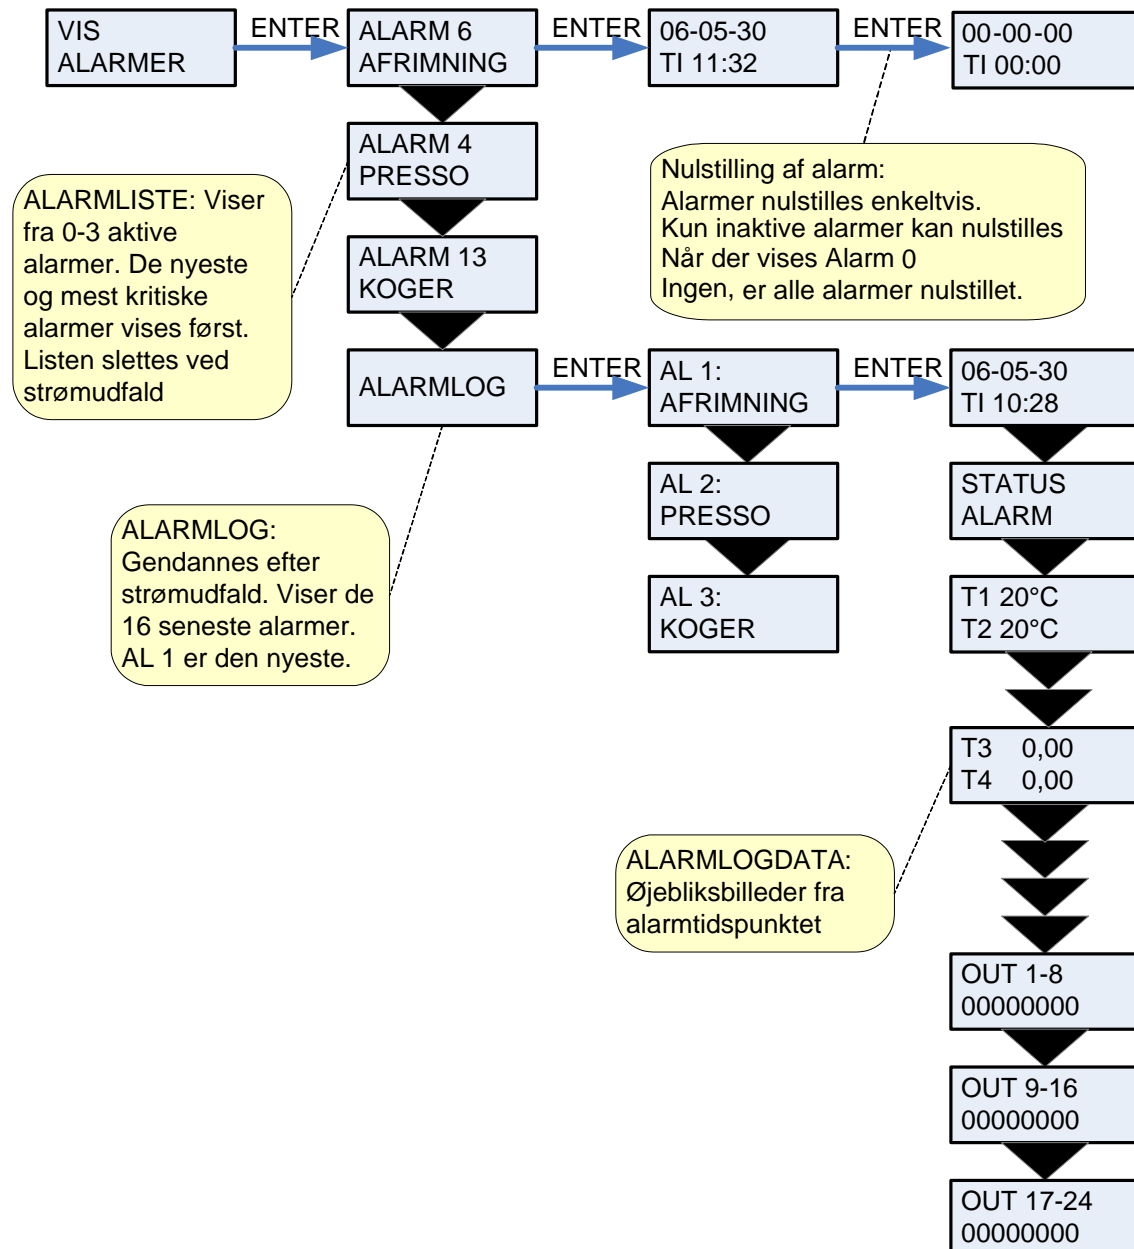 VIS
ALARMER
ENTER
ALARM 6
AFRIMNING
ENTER
06-05-30
TI 11:32
ENTER
00-00-00
TI 00:00
ALARM 4
PRESSO
ALARM 13
KOGER
ALARMLISTE: Viser
fra 0-3 aktive
alarmer. De nyeste
og mest kritiske
alarmer vises først.
Listen slettes ved
strømudfald
Nulstilling af alarm:
Alarmer nulstilles enkeltvis.
Kun inaktive alarmer kan nulstilles
Når der vises Alarm 0
Ingen, er alle alarmer nulstillet.
ALARMLOG
ENTER
AL 1:
AFRIMNING
ENTER
06-05-30
TI 10:28
AL 2:
PRESSO
STATUS
ALARM
ALARMLOG:
Gendannes efter
strømudfald. Viser de
16 seneste alarmer.
AL 1 er den nyeste.
AL 3:
KOGER
T1 20°C
T2 20°C
T3 0,00
T4 0,00
ALARMLOGDATA:
Øjebliksbilleder fra
alarmtidspunktet
OUT 1-8
00000000
OUT 9-16
00000000
OUT 17-24
00000000